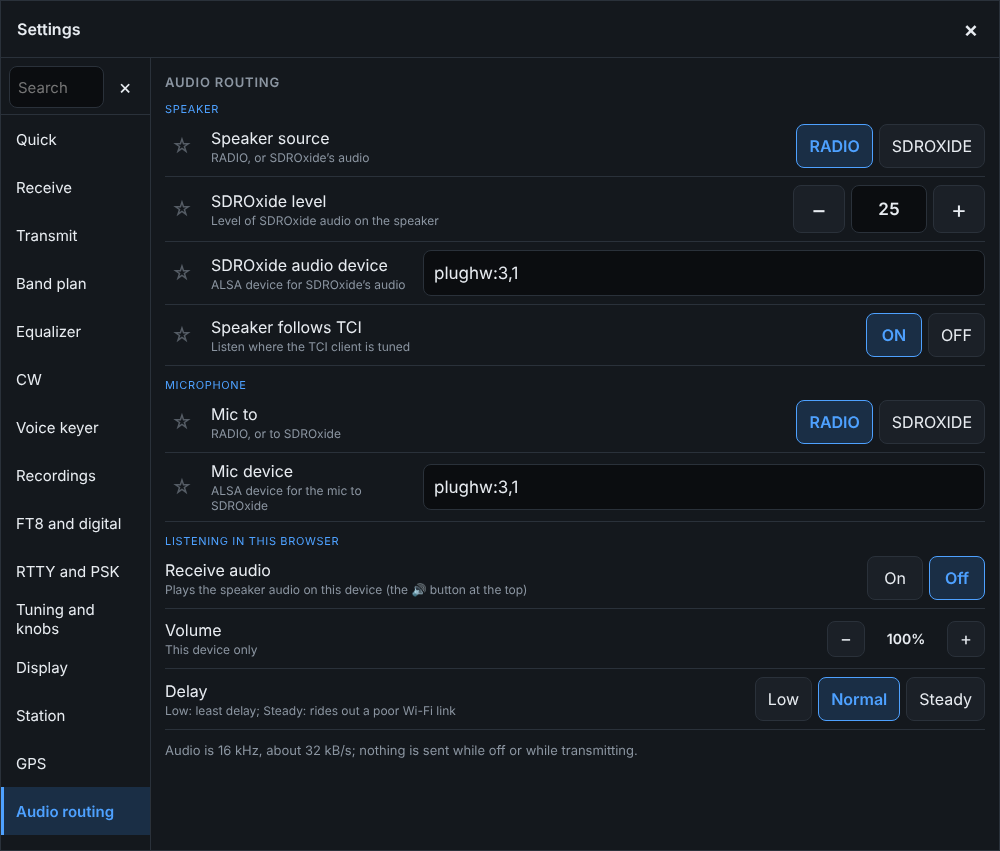 Settings
×
Search
×
Quick
Receive
Transmit
Band plan
Equalizer
CW
Voice keyer
Recordings
FT8 and digital
RTTY and PSK
Tuning and
knobs
Display
Station
GPS
Audio routing
AUDIO ROUTING
SPEAKER
☆ Speaker source RADIO SDROXIDE
RADIO, or SDROxide's audio
☆ SDROxide level − 25 +
Level of SDROxide audio on the speaker
☆ SDROxide audio device plughw:3,1
ALSA device for SDROxide's audio
☆ Speaker follows TCI ON OFF
Listen where the TCI client is tuned
MICROPHONE
☆ Mic to RADIO SDROXIDE
RADIO, or to SDROxide
☆ Mic device plughw:3,1
ALSA device for the mic to
SDROxide
LISTENING IN THIS BROWSER
Receive audio On Off
Plays the speaker audio on this device (the 🔊 button at the top)
Volume − 100% +
This device only
Delay Low Normal Steady
Low: least delay; Steady: rides out a poor Wi-Fi link
Audio is 16 kHz, about 32 kB/s; nothing is sent while off or while transmitting.